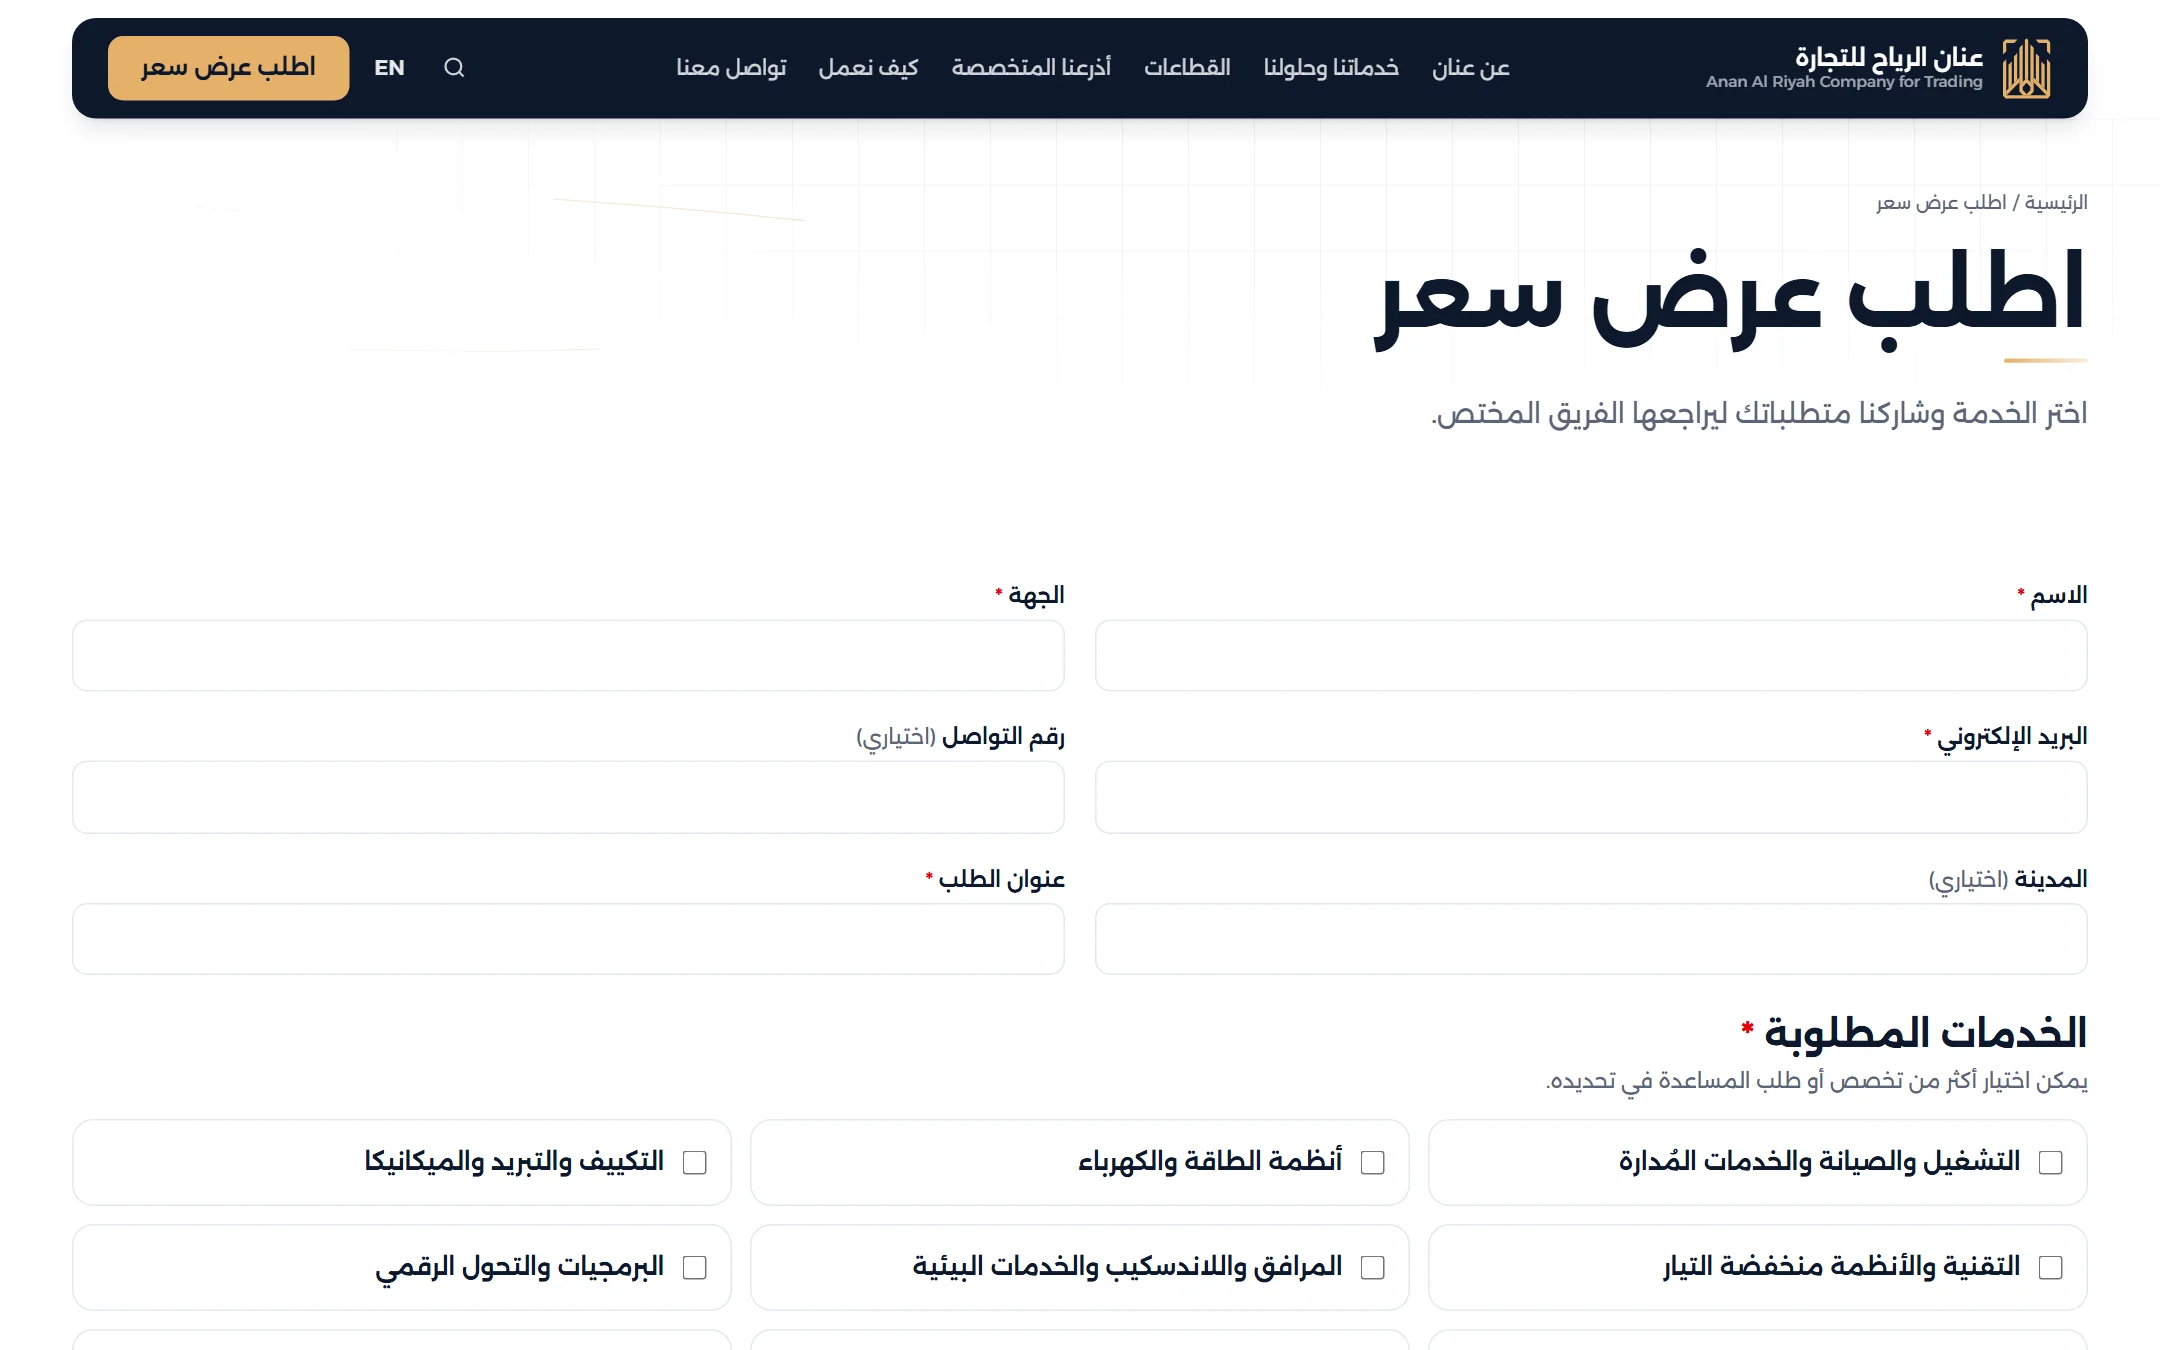 عنان الرياح للتجارة
Anan Al Riyah Company for Trading
عن عنان
خدماتنا وحلولنا
القطاعات
أذرعنا المتخصصة
كيف نعمل
تواصل معنا
EN
اطلب عرض سعر
الرئيسية / اطلب عرض سعر
اطلب عرض سعر
اختر الخدمة وشاركنا متطلباتك ليراجعها الفريق المختص.
الاسم *
الجهة *
البريد الإلكتروني *
رقم التواصل (اختياري)
المدينة (اختياري)
عنوان الطلب *
الخدمات المطلوبة *
يمكن اختيار أكثر من تخصص أو طلب المساعدة في تحديده.
التشغيل والصيانة والخدمات المُدارة
أنظمة الطاقة والكهرباء
التكييف والتبريد والميكانيكا
التقنية والأنظمة منخفضة التيار
المرافق واللاندسكيب والخدمات البيئية
البرمجيات والتحول الرقمي